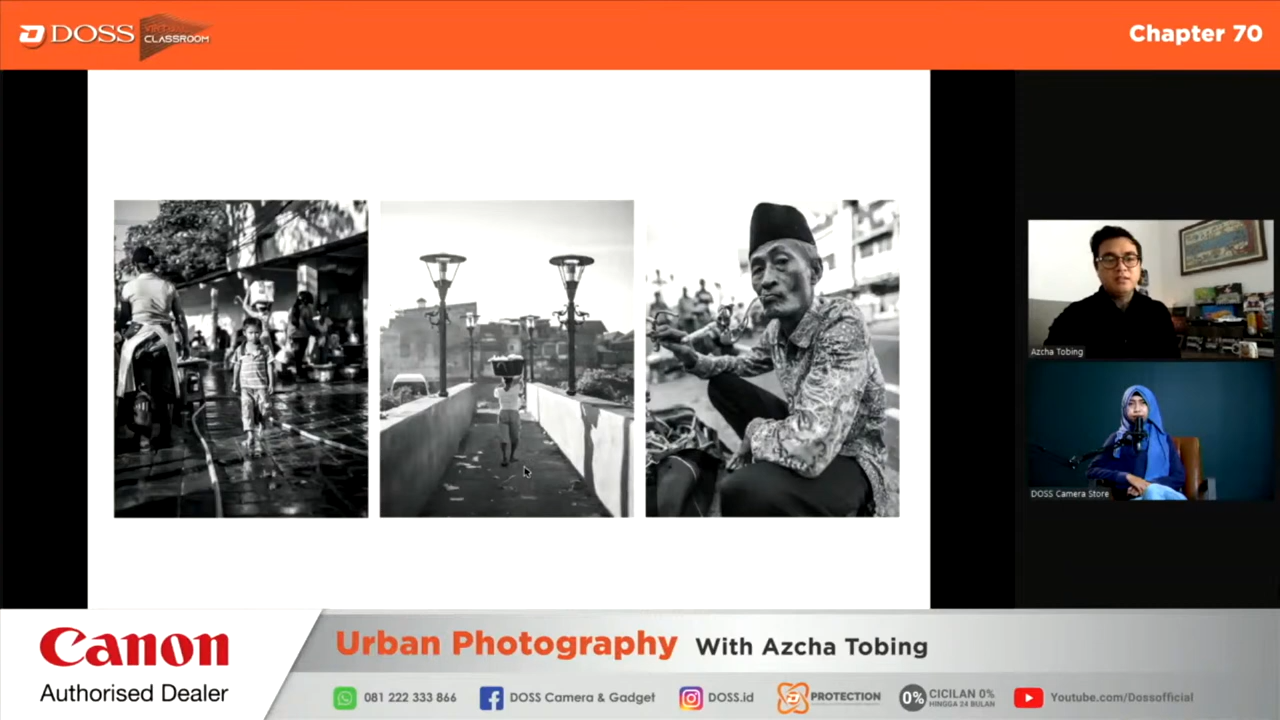 DOSS
VIRTUAL
CLASSROOM
Chapter 70
Azcha Tobing
DOSS Camera Store
Canon
Authorised Dealer
Urban Photography With Azcha Tobing
081 222 333 866
DOSS Camera & Gadget
DOSS.id
PROTECTION
0%
CICILAN 0%
HINGGA 24 BULAN
Youtube.com/Dossofficial